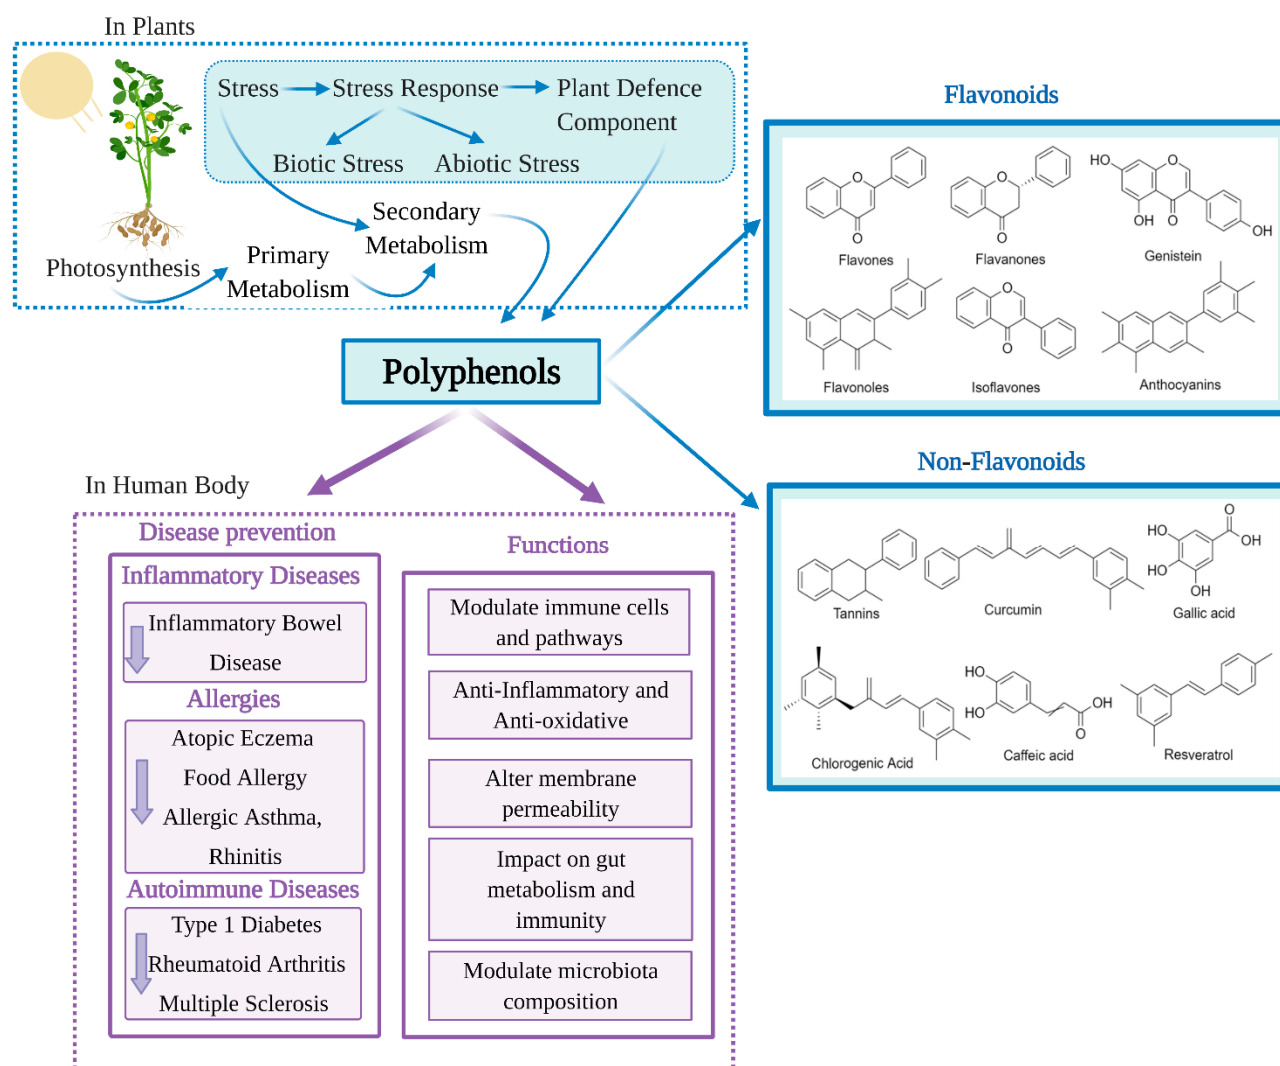 In Plants
Stress
Stress Response
Plant Defence
Component
Biotic Stress
Abiotic Stress
Secondary
Metabolism
Photosynthesis
Primary
Metabolism
Polyphenols
Flavonoids
O
O
Flavones
O
O
Flavanones
HO
O
OH
O
OH
Genistein
Flavonoles
O
O
Isoflavones
Anthocyanins
Non-Flavonoids
Tannins
Curcumin
O
HO
OH
HO
OH
Gallic acid
Chlorogenic Acid
HO
HO
OH
O
Caffeic acid
Resveratrol
In Human Body
Disease prevention
Inflammatory Diseases
Inflammatory Bowel
Disease
Allergies
Atopic Eczema
Food Allergy
Allergic Asthma,
Rhinitis
Autoimmune Diseases
Type 1 Diabetes
Rheumatoid Arthritis
Multiple Sclerosis
Functions
Modulate immune cells
and pathways
Anti-Inflammatory and
Anti-oxidative
Alter membrane
permeability
Impact on gut
metabolism and
immunity
Modulate microbiota
composition